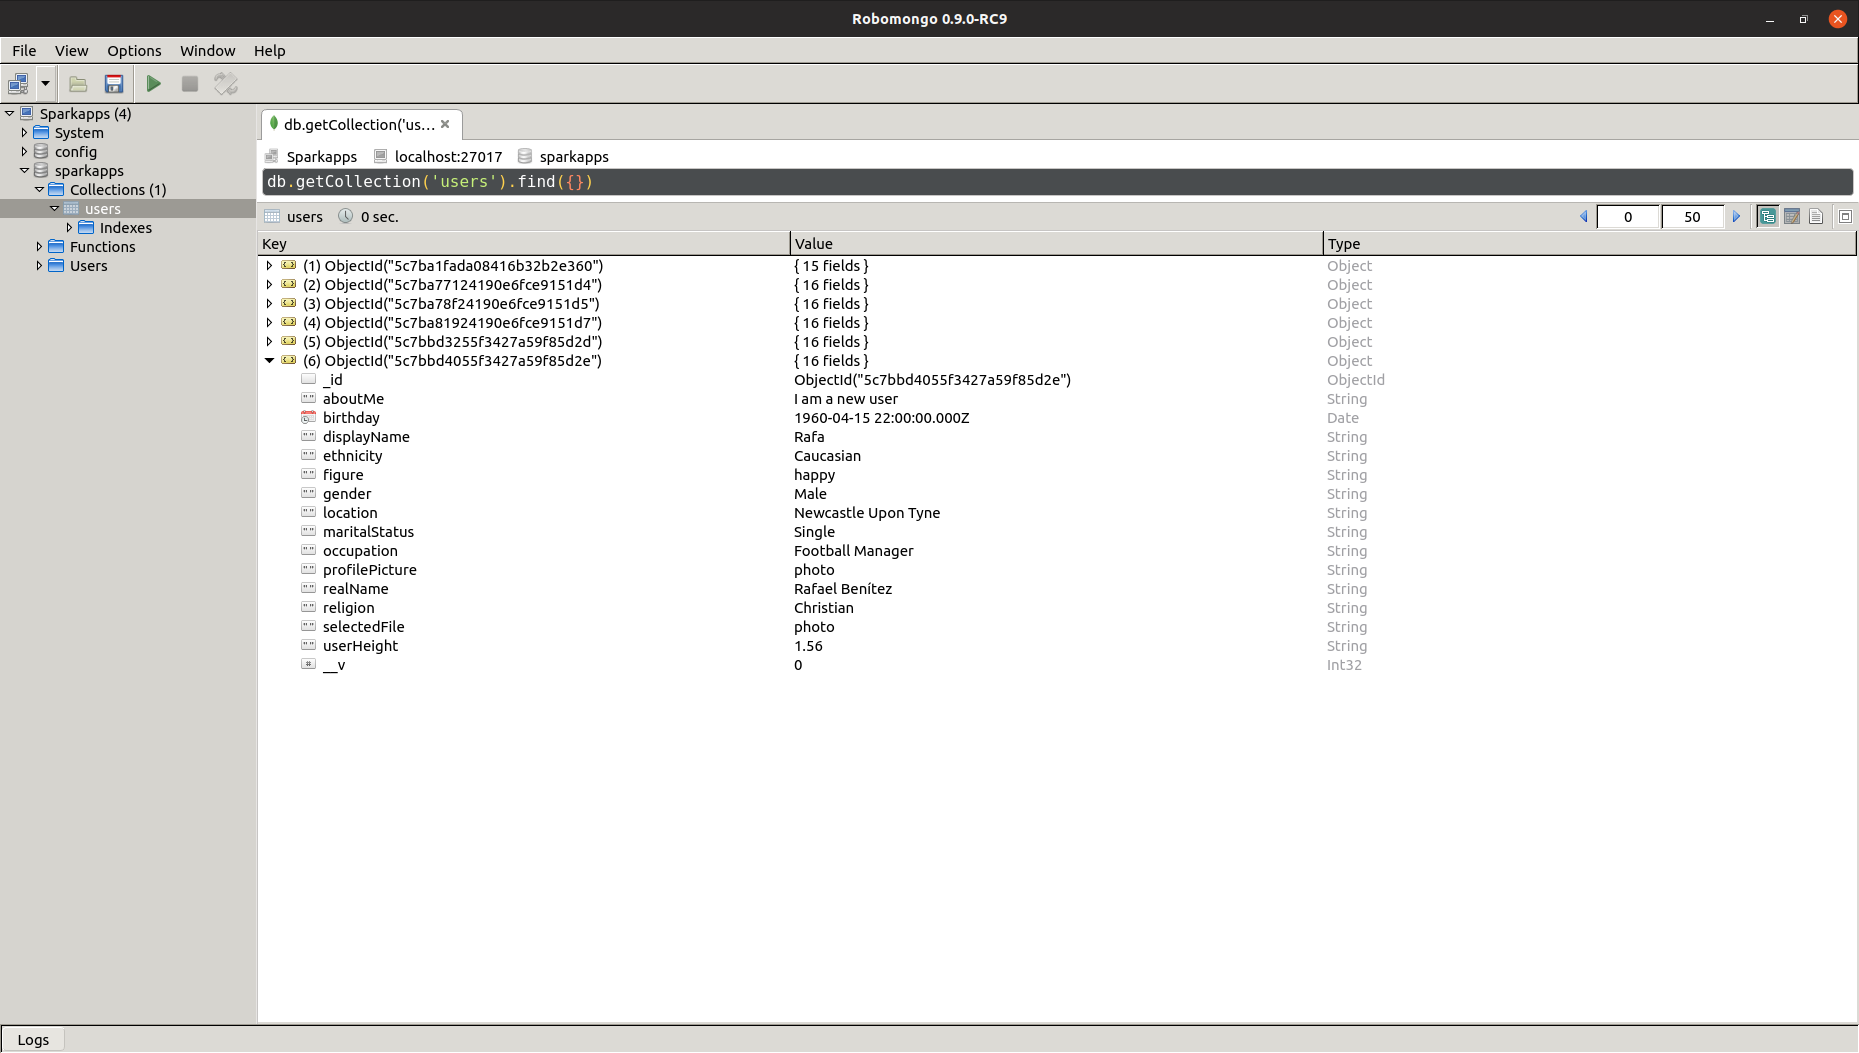 Robomongo 0.9.0-RC9
File View Options Window Help
Sparkapps (4)
System
config
sparkapps
Collections (1)
users
Indexes
Functions
Users
db.getCollection('us...
Sparkapps localhost:27017 sparkapps
db.getCollection('users').find({})
users 0 sec. 0 50
Key Value Type
(1) ObjectId("5c7ba1fada08416b32b2e360") { 15 fields } Object
(2) ObjectId("5c7ba77124190e6fce9151d4") { 16 fields } Object
(3) ObjectId("5c7ba78f24190e6fce9151d5") { 16 fields } Object
(4) ObjectId("5c7ba81924190e6fce9151d7") { 16 fields } Object
(5) ObjectId("5c7bbd3255f3427a59f85d2d") { 16 fields } Object
(6) ObjectId("5c7bbd4055f3427a59f85d2e") { 16 fields } Object
_id ObjectId("5c7bbd4055f3427a59f85d2e") ObjectId
aboutMe I am a new user String
birthday 1960-04-15 22:00:00.000Z Date
displayName Rafa String
ethnicity Caucasian String
figure happy String
gender Male String
location Newcastle Upon Tyne String
maritalStatus Single String
occupation Football Manager String
profilePicture photo String
realName Rafael Benítez String
religion Christian String
selectedFile photo String
userHeight 1.56 String
__v 0 Int32
Logs